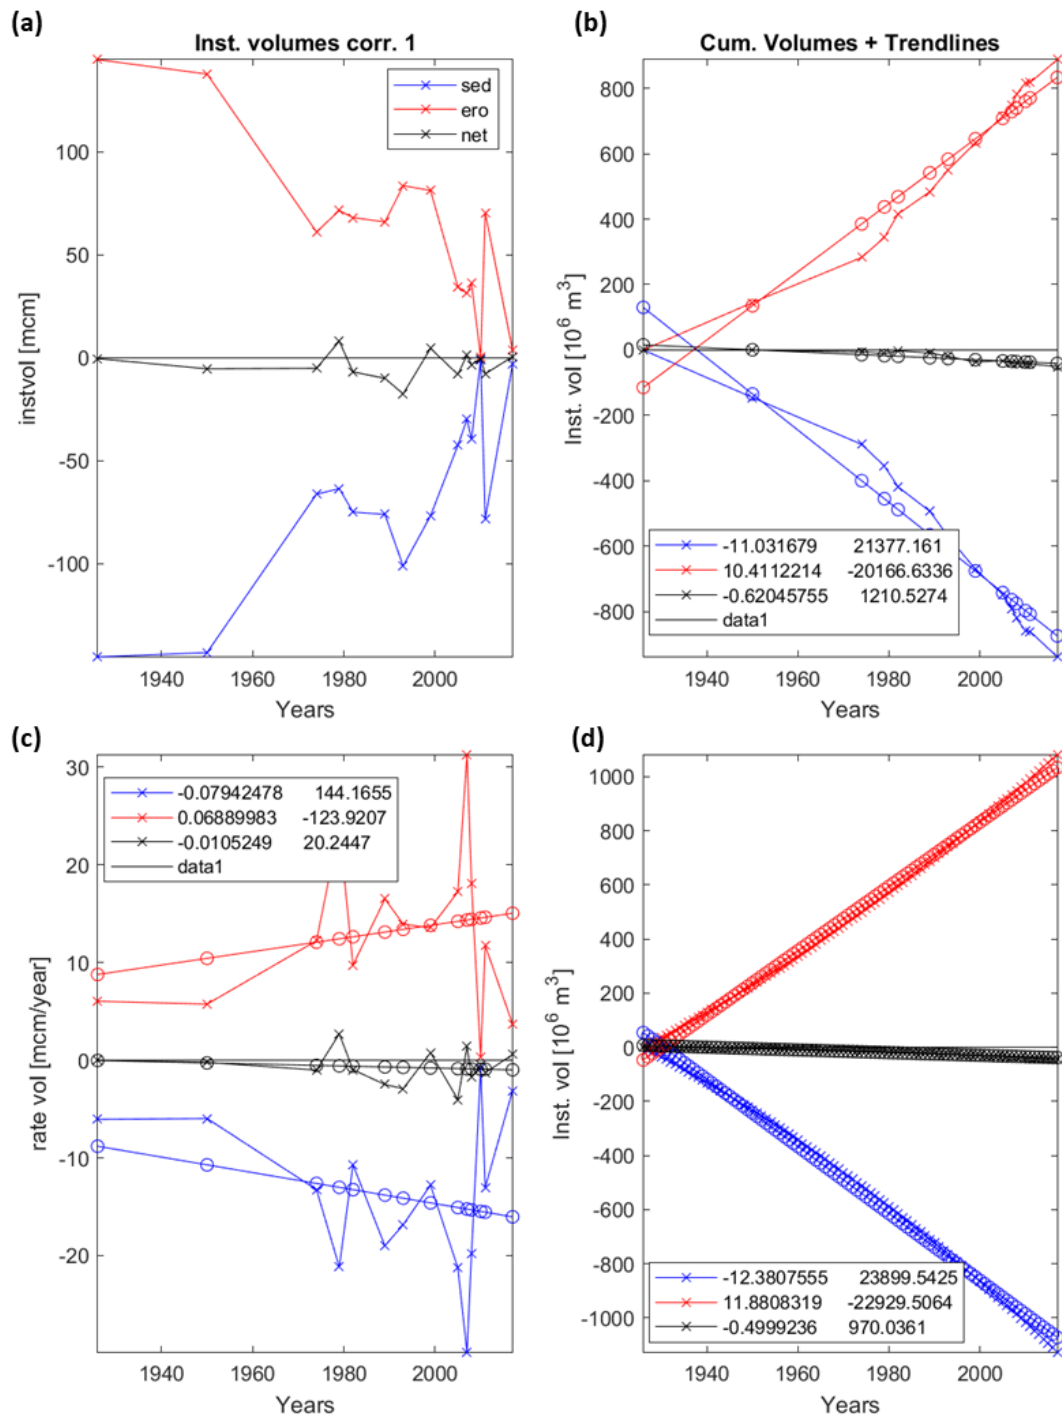 (a)
Inst. volumes corr. 1
sed
ero
net
100
50
0
-50
-100
instvol [mcm]
1940 1960 1980 2000
Years
(b)
Cum. Volumes + Trendlines
800
600
400
200
0
-200
-400
-600
-800
Inst. vol [10⁶ m³]
-11.031679 21377.161
10.4112214 -20166.6336
-0.62045755 1210.5274
data1
1940 1960 1980 2000
Years
(c)
30
20
10
0
-10
-20
rate vol [mcm/year]
-0.07942478 144.1655
0.06889983 -123.9207
-0.0105249 20.2447
data1
1940 1960 1980 2000
Years
(d)
1000
800
600
400
200
0
-200
-400
-600
-800
-1000
Inst. vol [10⁶ m³]
-12.3807555 23899.5425
11.8808319 -22929.5064
-0.4999236 970.0361
1940 1960 1980 2000
Years